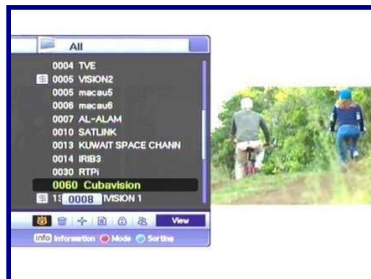 All
0004 TVE
0005 VISION2
0005 macau5
0006 macau6
0007 AL-ALAM
0010 SATLINK
0013 KUWAIT SPACE CHANN
0014 IRIB3
0030 RTPi
0060 Cubavision
0008 VISION 1
View
info Information Mode Sorting